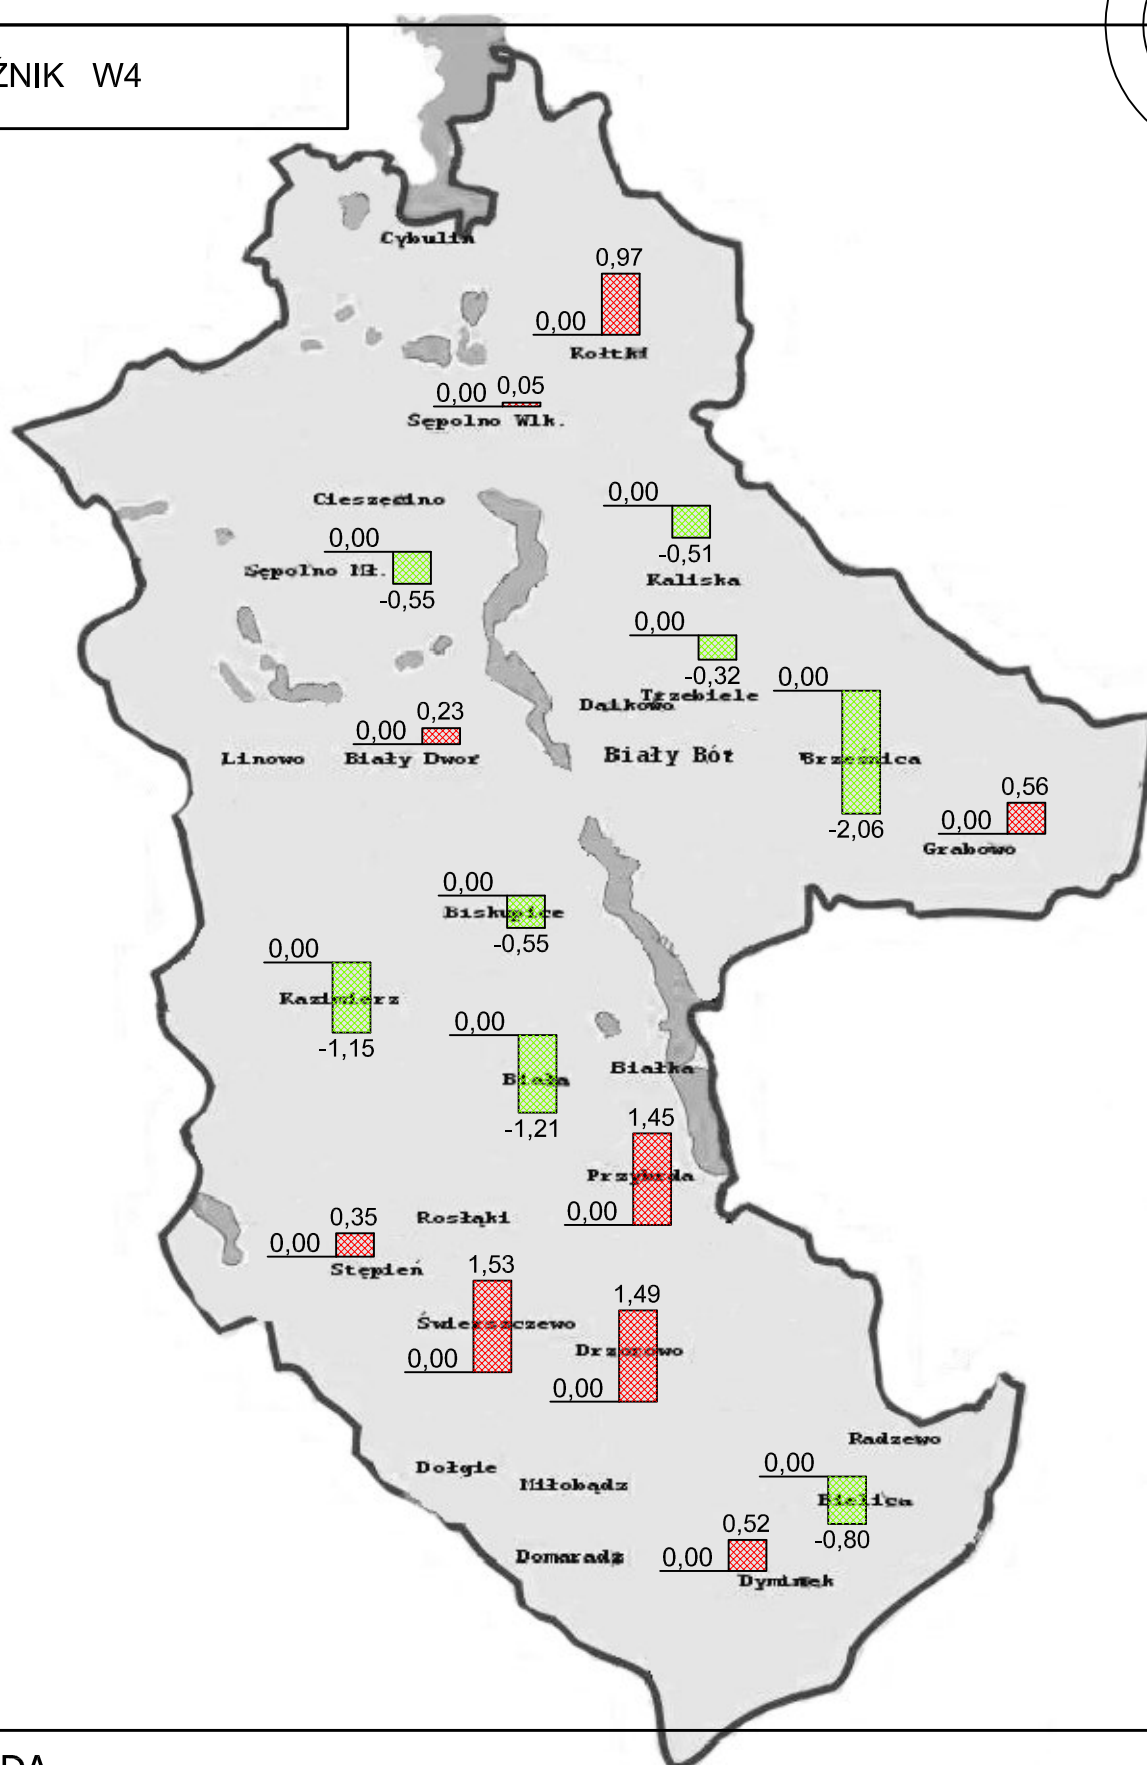 ŹNIK W4
Cybulin
0,97
0,00
Kołtki
0,00 0,05
Sępolno Wlk.
Cieszęcino
0,00
-0,51
Kaliska
0,00
Sępolno Mł.
-0,55
0,00
-0,32
Trzebiele
Dalkowo
0,00
Brzeźnica
-2,06
0,23
0,00
Linowo
Biały Dwor
Biały Bór
0,56
0,00
Grabowo
0,00
Biskupice
-0,55
0,00
Kazimierz
-1,15
0,00
Biała
-1,21
Białka
1,45
Przybrda
0,00
Rosłąki
0,35
0,00
Stępień
1,53
Świerszczewo
0,00
1,49
Drzonowo
0,00
Radzewo
Dołgie
Miłobądz
0,00
Bielica
-0,80
0,52
0,00
Domaradz
Dyminek
DA